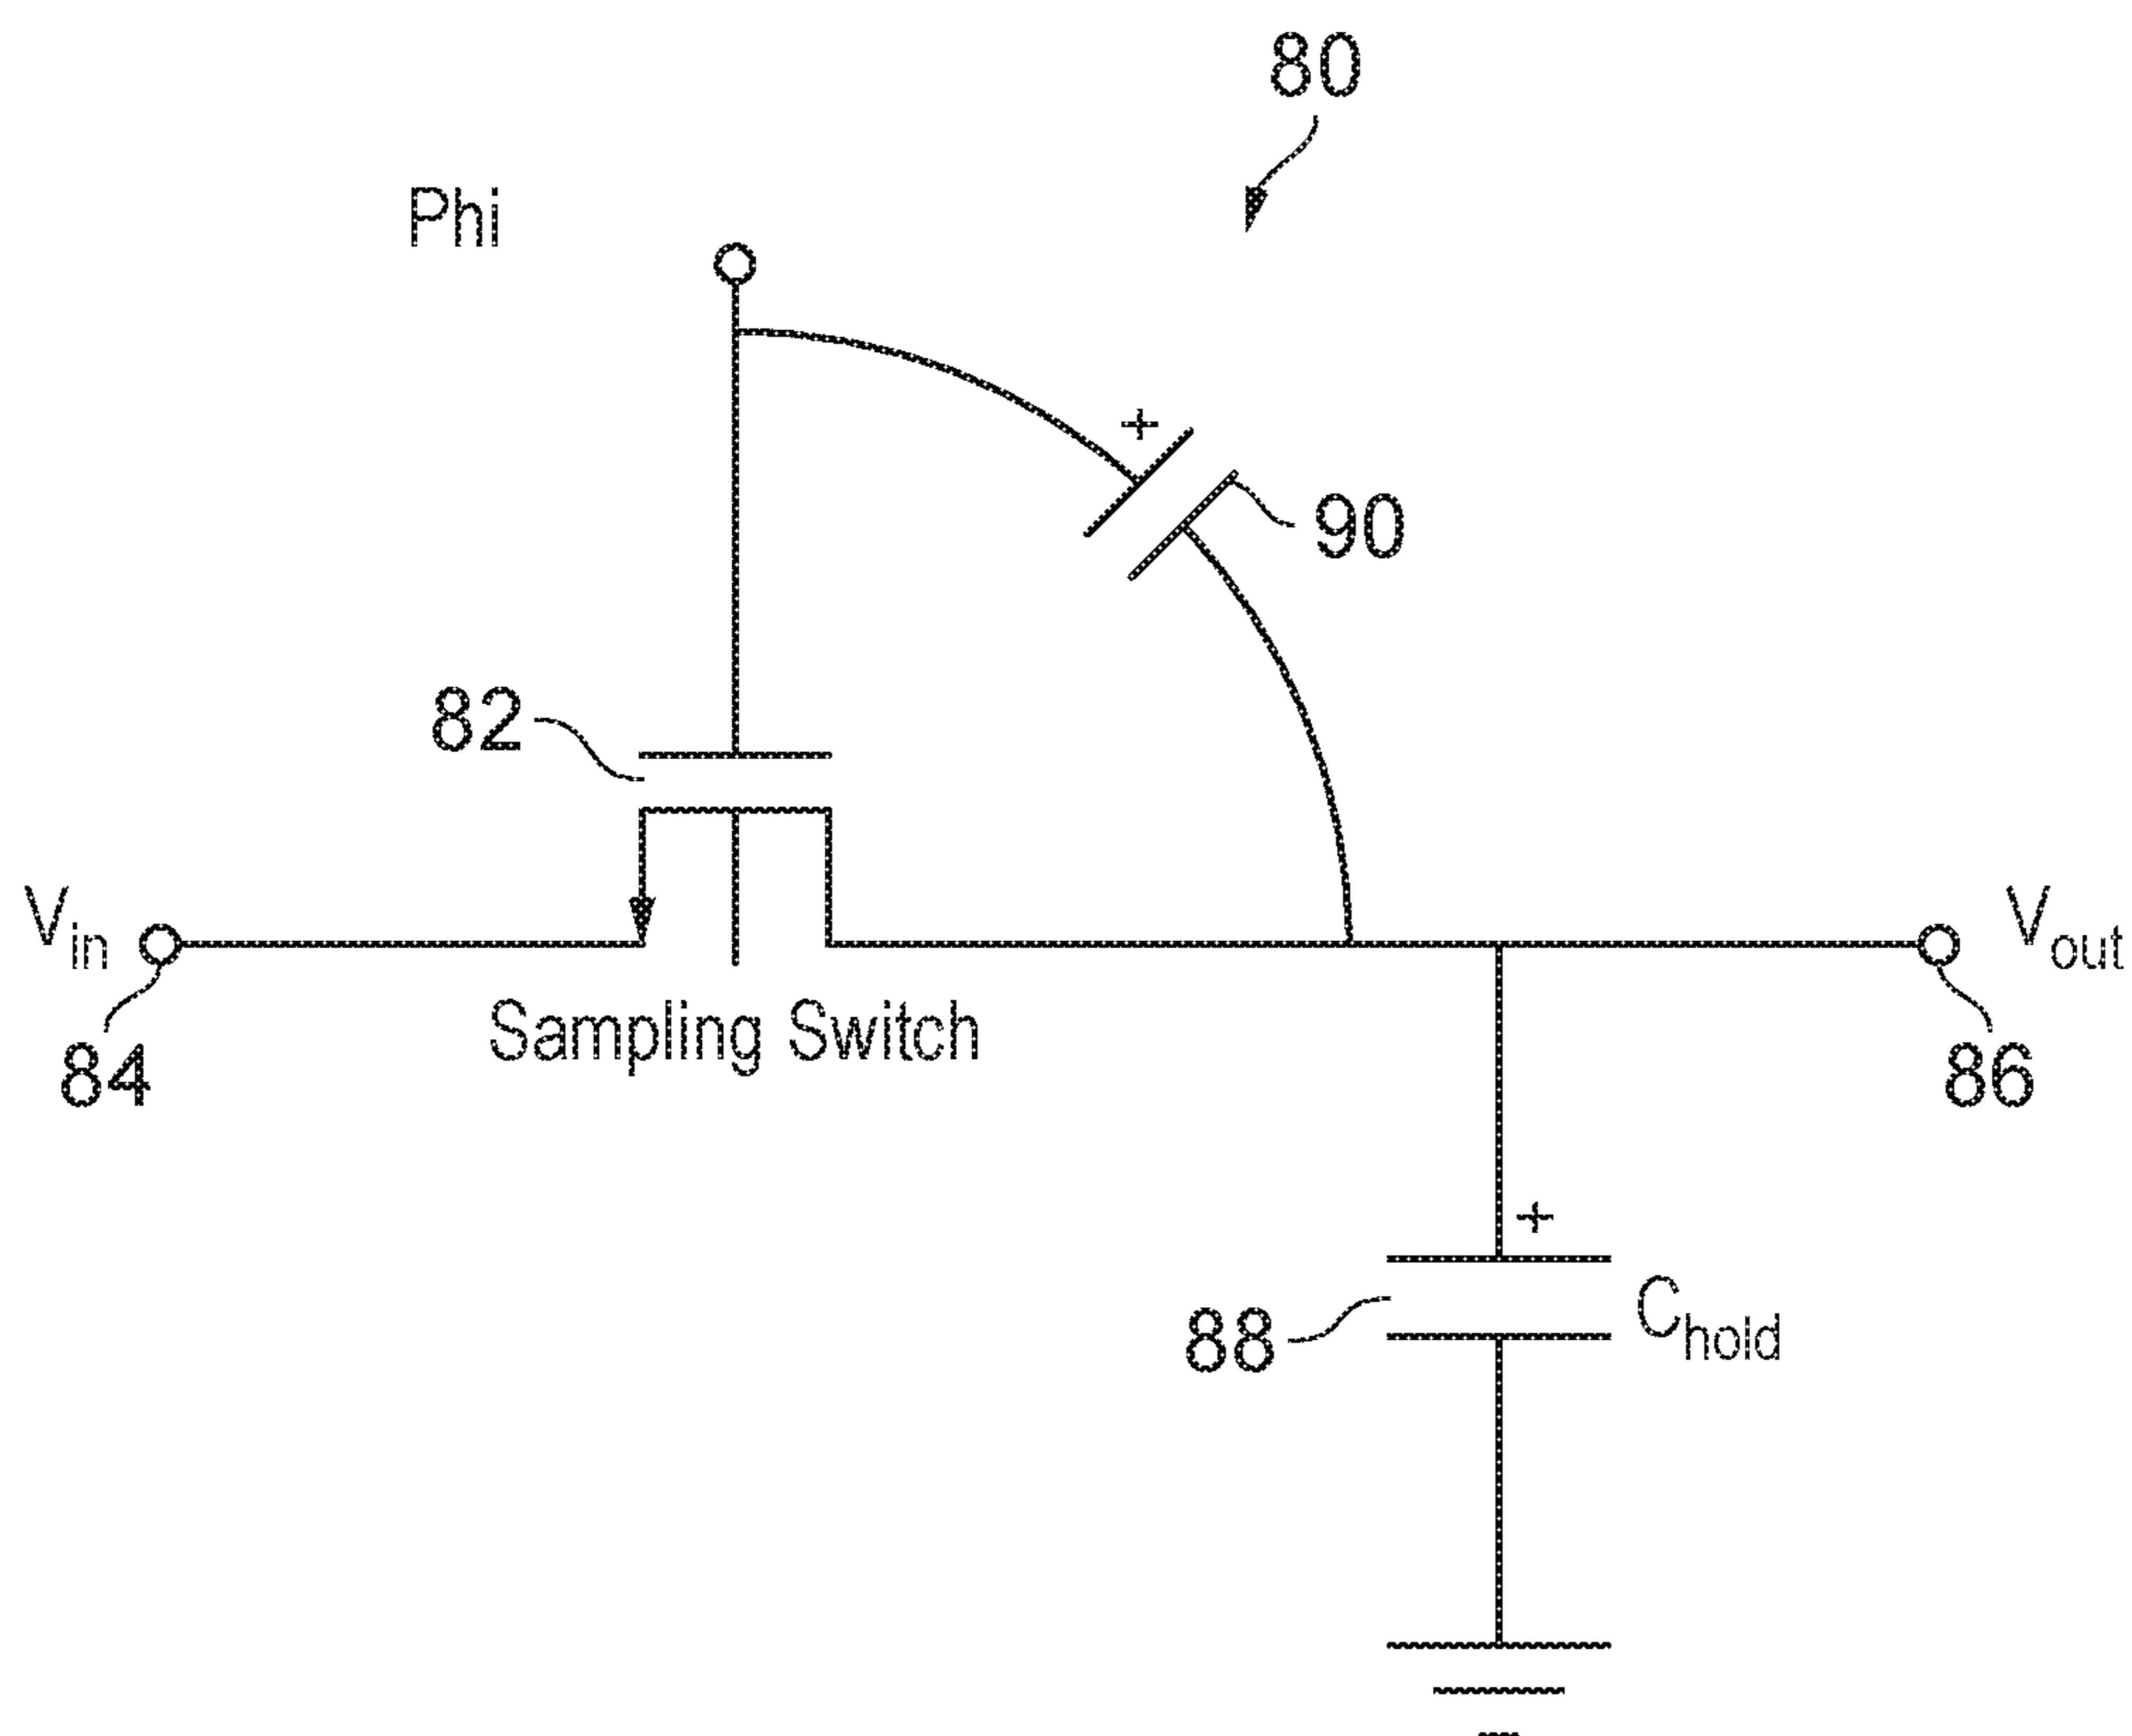 80
Phi
+
90
82
Vin
Vout
Sampling Switch
84
86
+
88
Chold